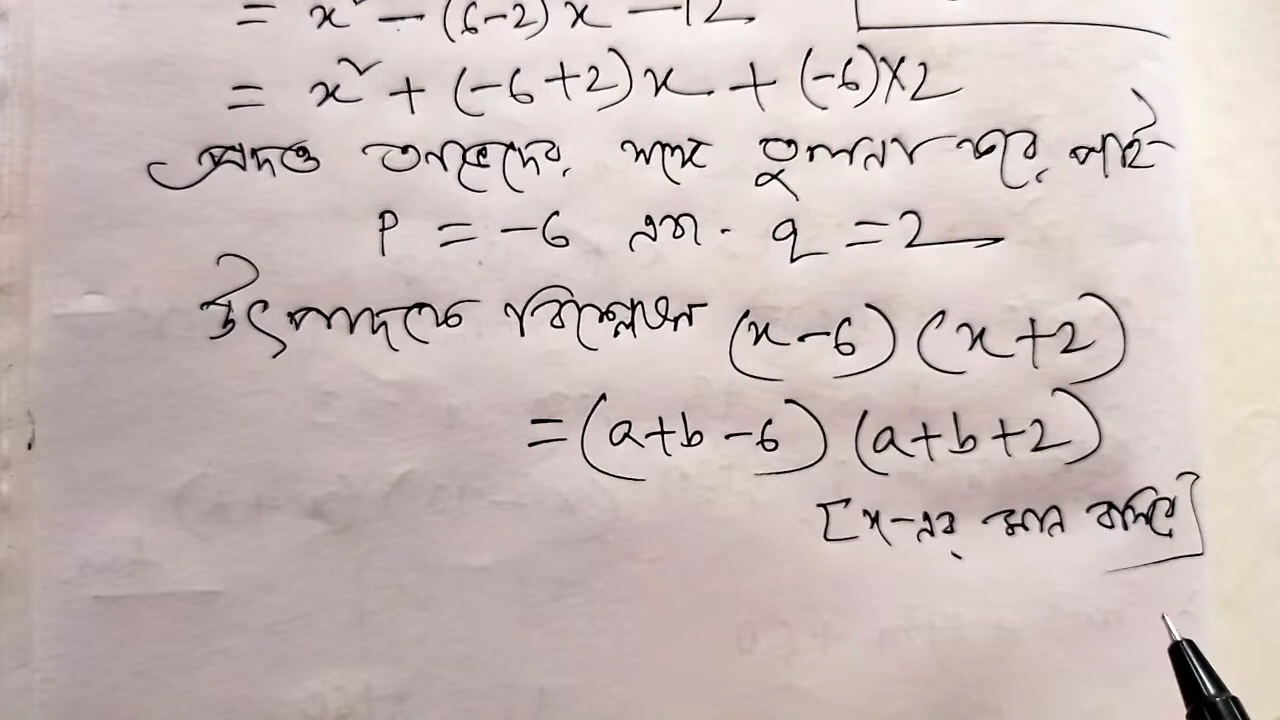 = x² - (6-2)x - 12
= x² + (-6+2)x + (-6)×2
প্রদত্ত অভেদের সঙ্গে তুলনা করে পাই
p = -6 এবং q = 2
উৎপাদকে বিশ্লেষণ (x-6) (x+2)
= (a+b-6) (a+b+2)
[x-এর মান বসিয়ে]